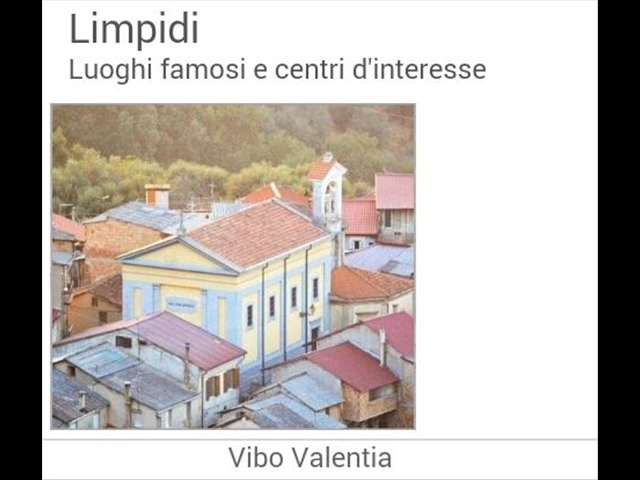 Limpidi
Luoghi famosi e centri d'interesse
Vibo Valentia